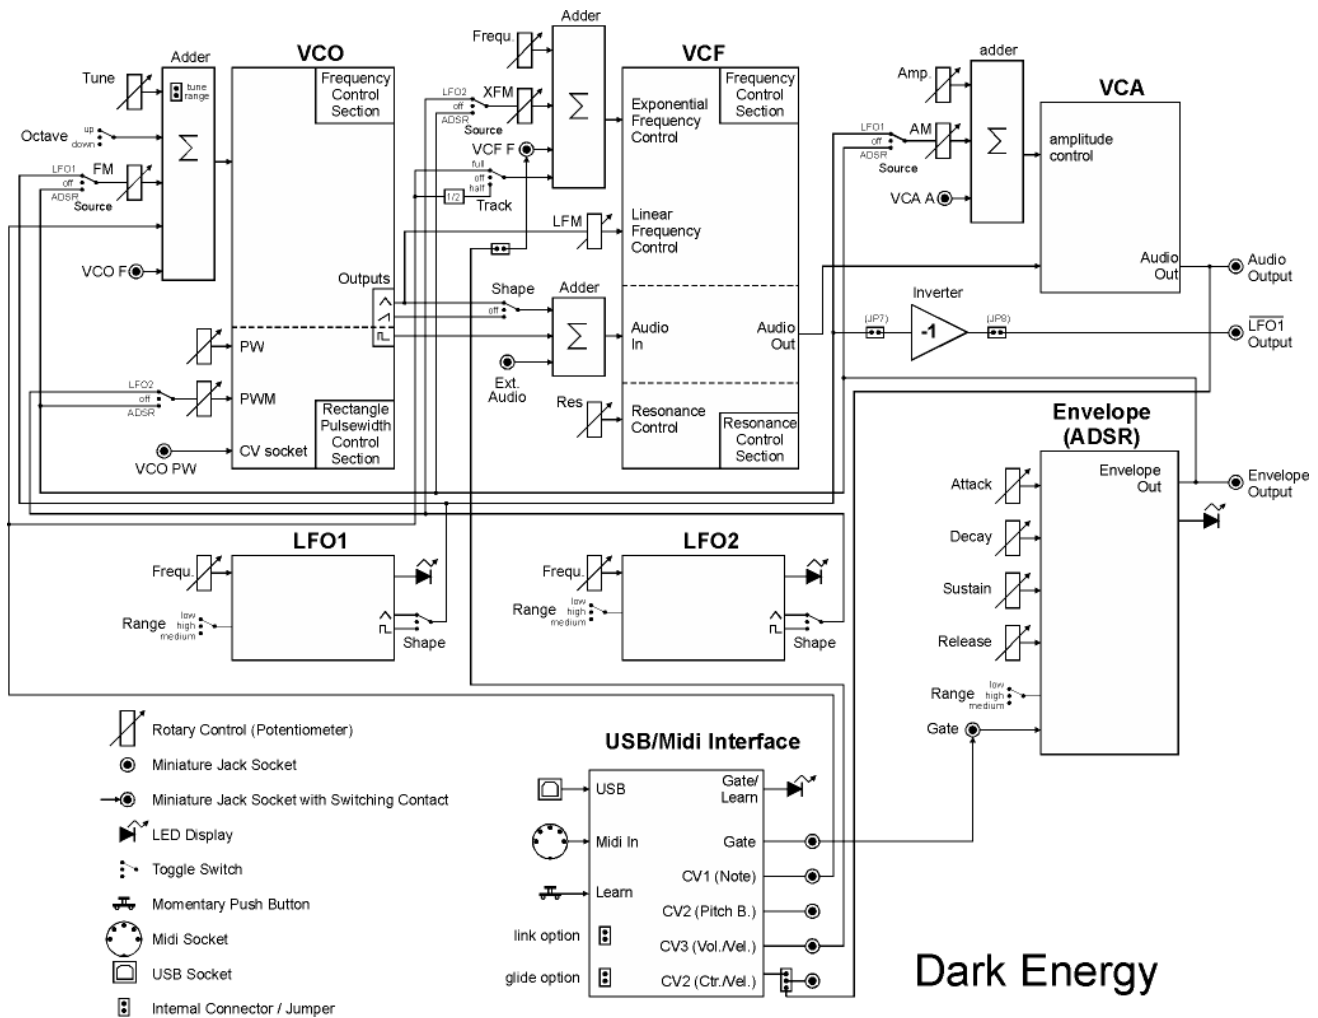 VCO
Adder
Tune
tune
range
Octave
up
down
LFO1
off
ADSR
FM
Source
Σ
VCO F
Frequency
Control
Section
Outputs
PW
LFO2
off
ADSR
PWM
CV socket
VCO PW
Rectangle
Pulsewidth
Control
Section
VCF
Adder
Frequ.
LFO2
off
ADSR
XFM
Source
Σ
VCF F
full
off
half
1/2
Track
LFM
Shape
off
Adder
Σ
Ext.
Audio
Res
Exponential
Frequency
Control
Frequency
Control
Section
Linear
Frequency
Control
Audio
In
Audio
Out
Resonance
Control
Resonance
Control
Section
VCA
adder
Amp.
LFO1
off
ADSR
AM
Source
Σ
VCA A
amplitude
control
Audio
Out
Audio
Output
Inverter
(JP7)
-1
(JP8)
LFO1
Output
Envelope
(ADSR)
Attack
Decay
Sustain
Release
Range
low
high
medium
Gate
Envelope
Out
Envelope
Output
LFO1
Frequ.
Range
low
high
medium
Shape
LFO2
Frequ.
Range
low
high
medium
Shape
Rotary Control (Potentiometer)
Miniature Jack Socket
Miniature Jack Socket with Switching Contact
LED Display
Toggle Switch
Momentary Push Button
Midi Socket
USB Socket
Internal Connector / Jumper
USB/Midi Interface
USB
Gate/
Learn
Midi In
Gate
CV1 (Note)
Learn
CV2 (Pitch B.)
link option
CV3 (Vol./Vel.)
glide option
CV2 (Ctr./Vel.)
Dark Energy